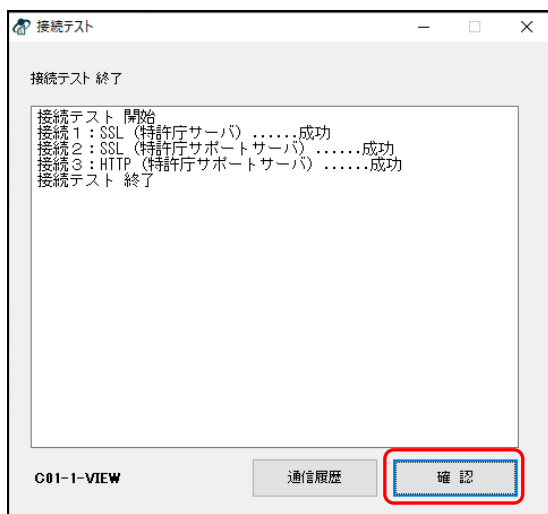 接続テスト
接続テスト 終了
接続テスト 開始
接続1：SSL（特許庁サーバ）......成功
接続2：SSL（特許庁サポートサーバ）......成功
接続3：HTTP（特許庁サポートサーバ）......成功
接続テスト 終了
C01-1-VIEW 通信履歴 確 認